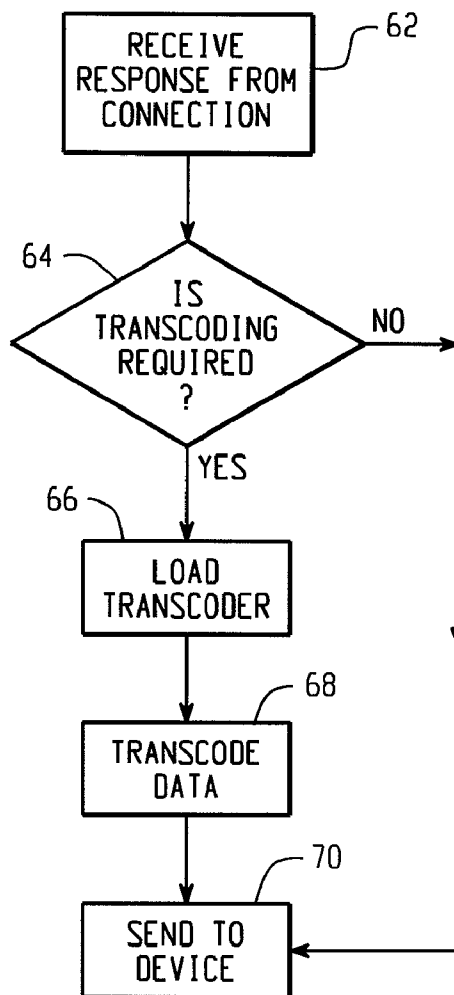 62
RECEIVE
RESPONSE FROM
CONNECTION
64
IS
TRANSCODING
REQUIRED
?
NO
YES
66
LOAD
TRANSCODER
68
TRANSCODE
DATA
70
SEND TO
DEVICE